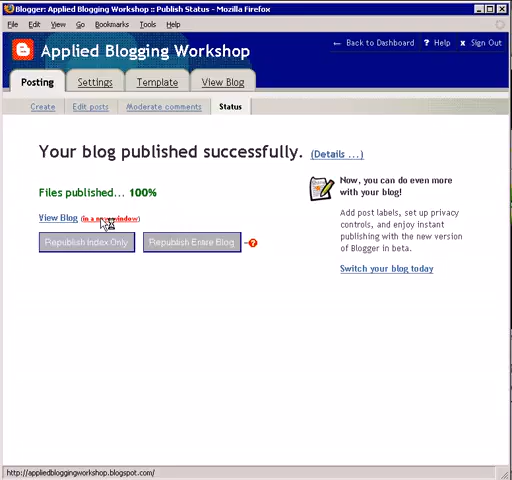 Blogger: Applied Blogging Workshop :: Publish Status - Mozilla Firefox
File Edit View Go Bookmarks Tools Help
Applied Blogging Workshop
← Back to Dashboard ? Help x Sign Out
Posting Settings Template View Blog
Create Edit posts Moderate comments Status
Your blog published successfully. (Details ...)
Files published... 100%
View Blog (in a new window)
Republish Index Only Republish Entire Blog ?
Now, you can do even more
with your blog!
Add post labels, set up privacy
controls, and enjoy instant
publishing with the new version
of Blogger in beta.
Switch your blog today
http://appliedbloggingworkshop.blogspot.com/